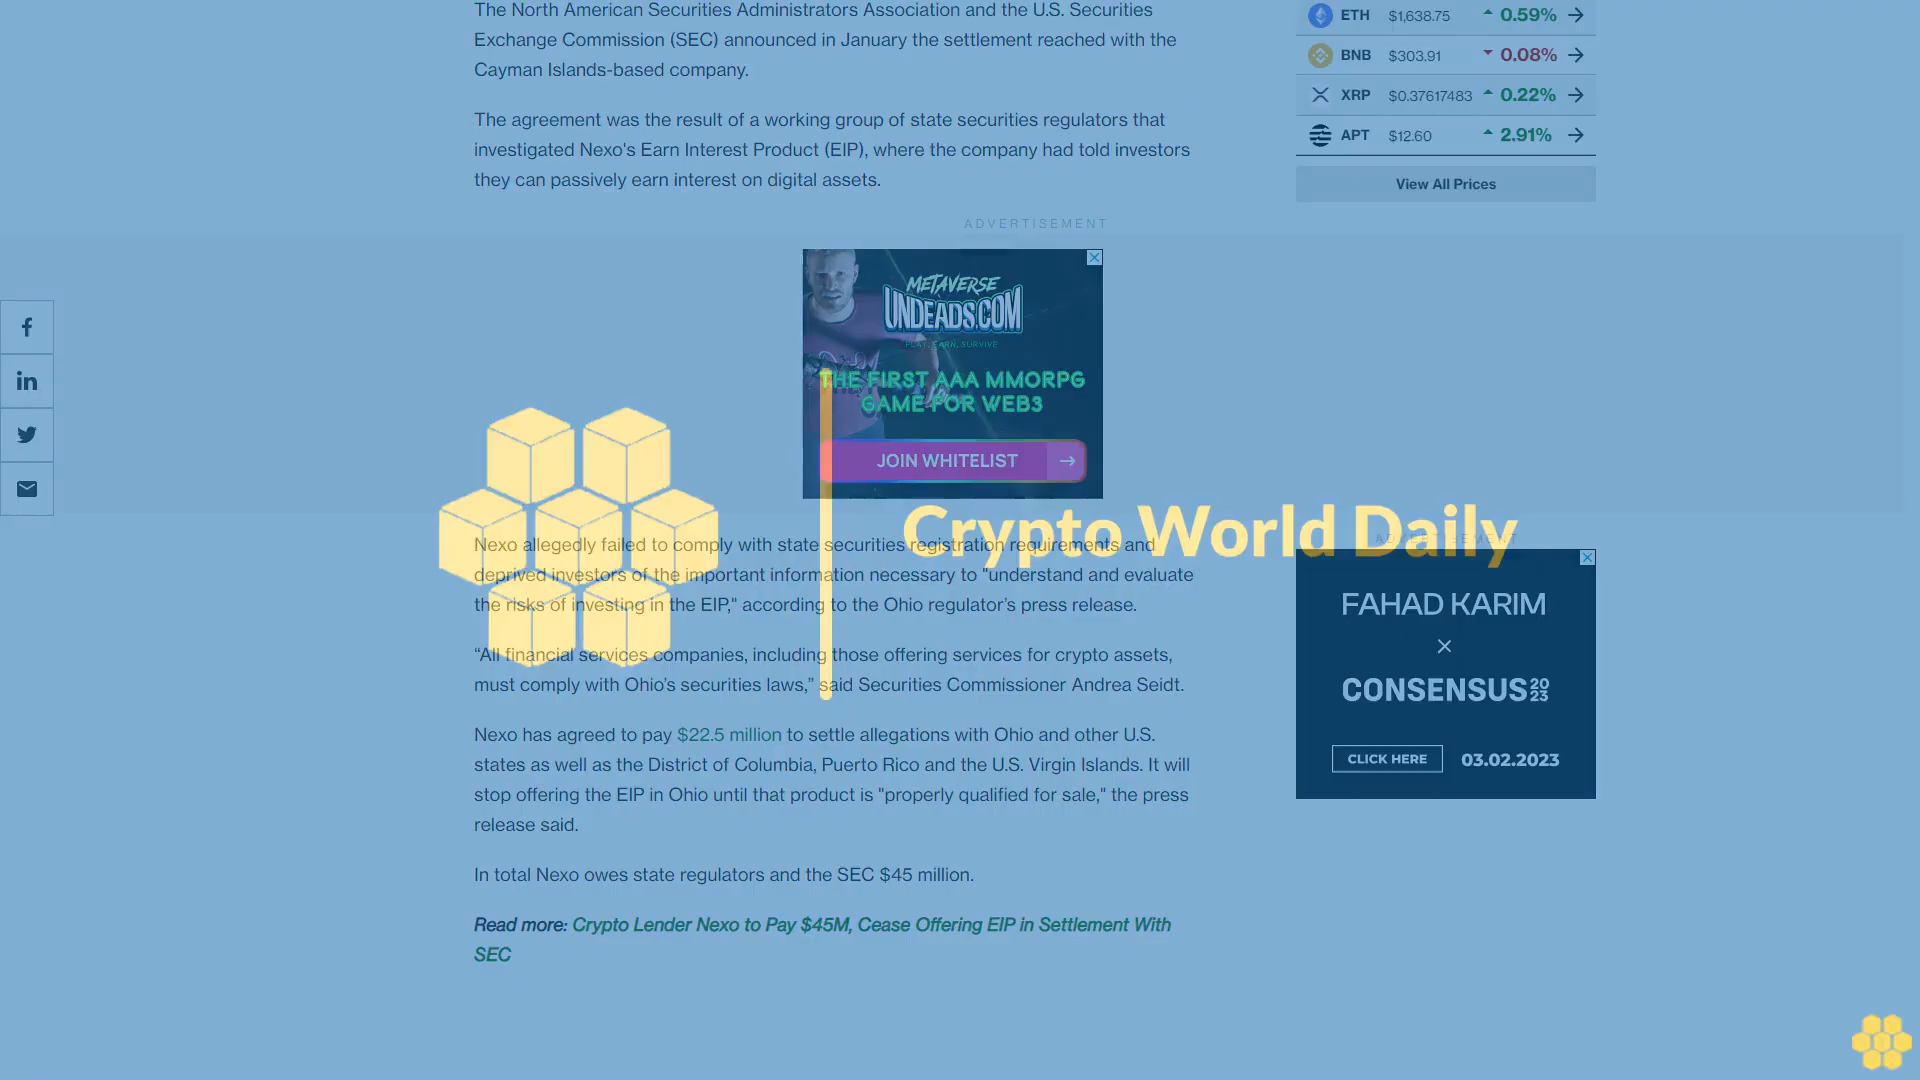 The North American Securities Administrators Association and the U.S. Securities
Exchange Commission (SEC) announced in January the settlement reached with the
Cayman Islands-based company.
The agreement was the result of a working group of state securities regulators that
investigated Nexo's Earn Interest Product (EIP), where the company had told investors
they can passively earn interest on digital assets.
ETH $1,638.75 0.59%
BNB $303.91 0.08%
XRP $0.37617483 0.22%
APT $12.60 2.91%
View All Prices
ADVERTISEMENT
METAVERSE
UNDEADS.COM
PLAY, EARN, SURVIVE
THE FIRST AAA MMORPG
GAME FOR WEB3
JOIN WHITELIST
Crypto World Daily
Nexo allegedly failed to comply with state securities registration requirements and
deprived investors of the important information necessary to "understand and evaluate
the risks of investing in the EIP," according to the Ohio regulator’s press release.
“All financial services companies, including those offering services for crypto assets,
must comply with Ohio’s securities laws,” said Securities Commissioner Andrea Seidt.
Nexo has agreed to pay $22.5 million to settle allegations with Ohio and other U.S.
states as well as the District of Columbia, Puerto Rico and the U.S. Virgin Islands. It will
stop offering the EIP in Ohio until that product is "properly qualified for sale," the press
release said.
In total Nexo owes state regulators and the SEC $45 million.
Read more: Crypto Lender Nexo to Pay $45M, Cease Offering EIP in Settlement With
SEC
ADVERTISEMENT
FAHAD KARIM
X
CONSENSUS 2023
CLICK HERE 03.02.2023